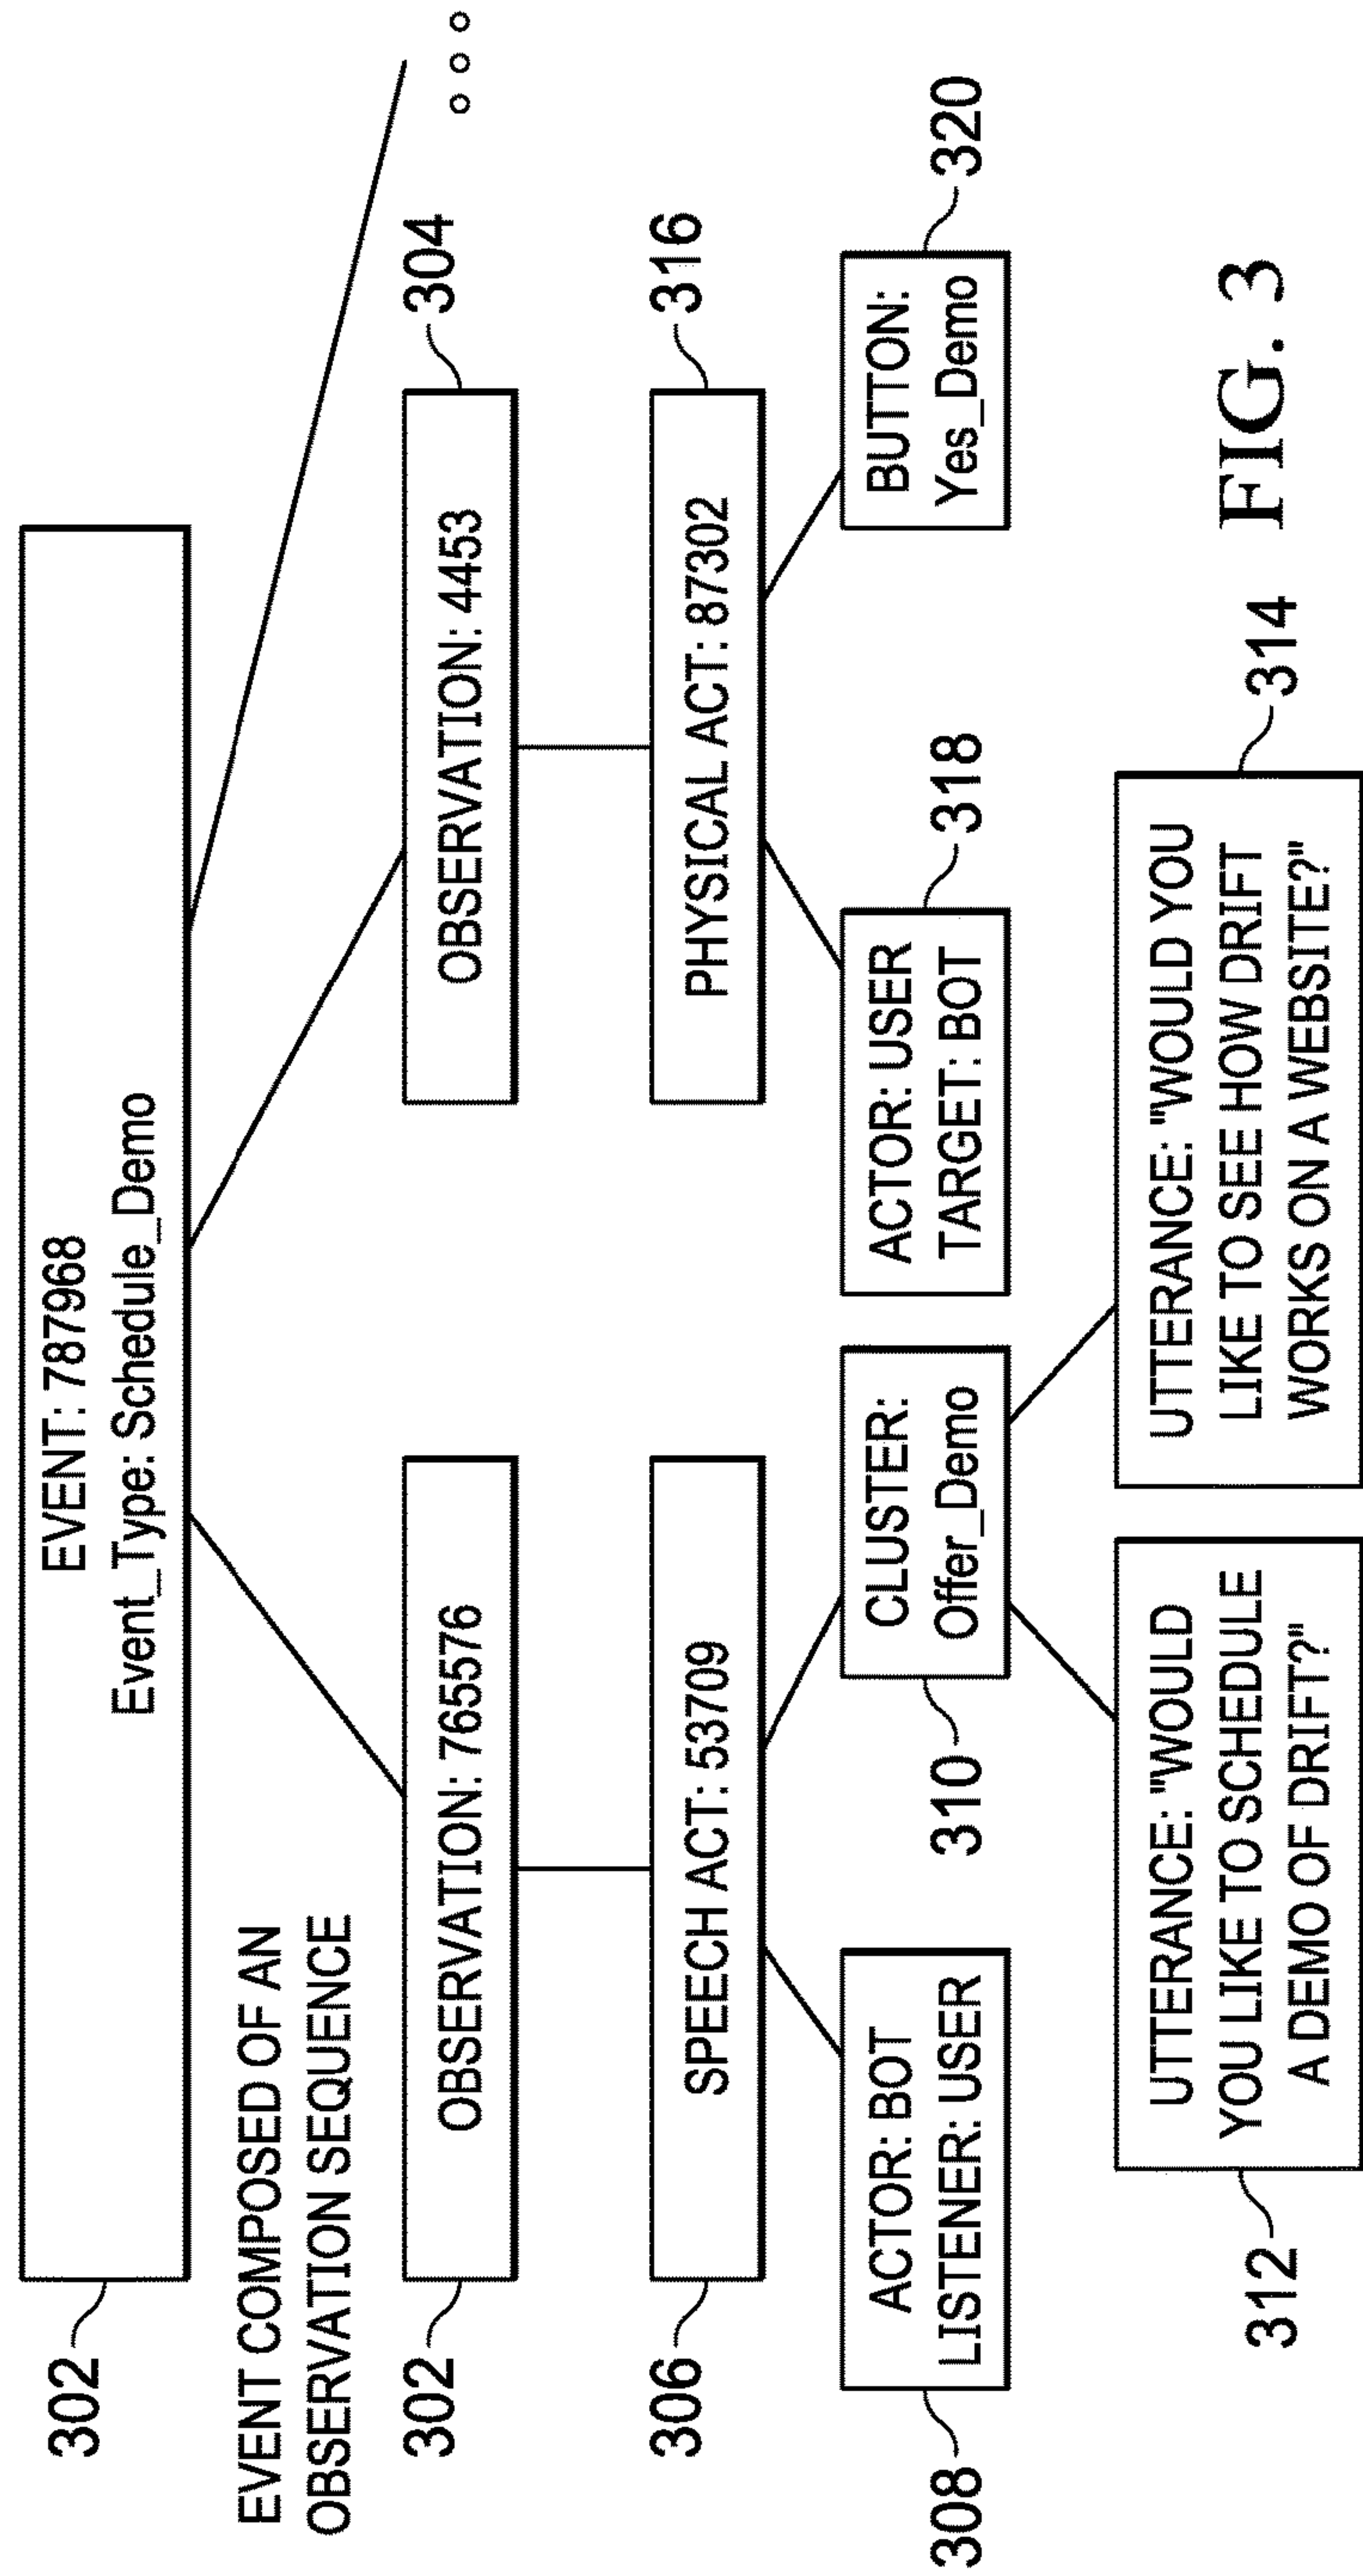 302
EVENT: 787968
Event_Type: Schedule_Demo
EVENT COMPOSED OF AN
OBSERVATION SEQUENCE
302
OBSERVATION: 765576
OBSERVATION: 4453
304
306
SPEECH ACT: 53709
PHYSICAL ACT: 87302
316
308
ACTOR: BOT
LISTENER: USER
310
CLUSTER:
Offer_Demo
ACTOR: USER
TARGET: BOT
318
BUTTON:
Yes_Demo
320
312
UTTERANCE: "WOULD
YOU LIKE TO SCHEDULE
A DEMO OF DRIFT?"
UTTERANCE: "WOULD YOU
LIKE TO SEE HOW DRIFT
WORKS ON A WEBSITE?"
314
FIG. 3